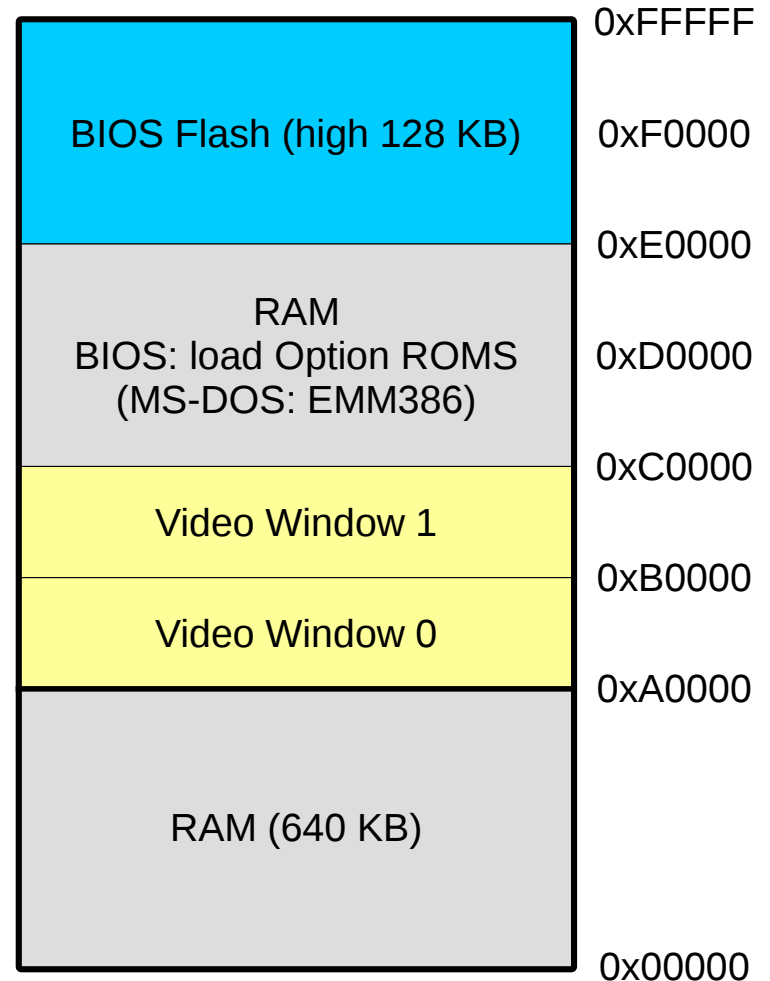 0xFFFFF
BIOS Flash (high 128 KB)
0xF0000
0xE0000
RAM
BIOS: load Option ROMS
(MS-DOS: EMM386)
0xD0000
0xC0000
Video Window 1
0xB0000
Video Window 0
0xA0000
RAM (640 KB)
0x00000